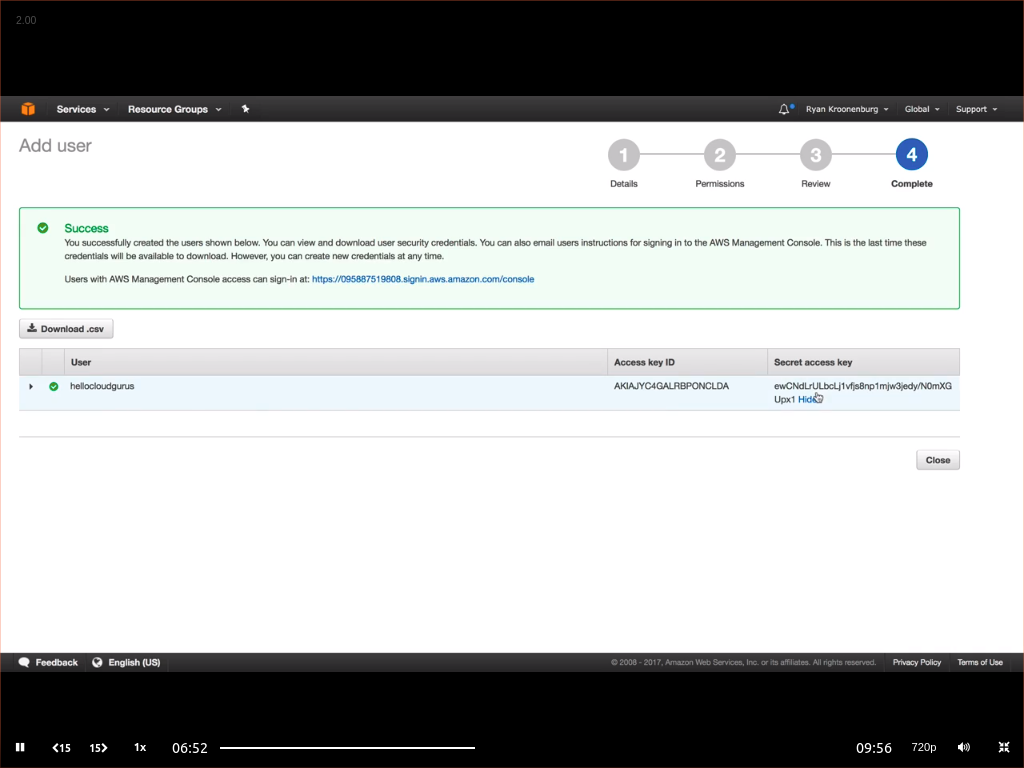 2.00
Services
Resource Groups
Ryan Kroonenburg
Global
Support
Add user
1
2
3
4
Details
Permissions
Review
Complete
Success
You successfully created the users shown below. You can view and download user security credentials. You can also email users instructions for signing in to the AWS Management Console. This is the last time these
credentials will be available to download. However, you can create new credentials at any time.
Users with AWS Management Console access can sign-in at: https://095887519808.signin.aws.amazon.com/console
Download .csv
User
Access key ID
Secret access key
hellocloudgurus
AKIAJYC4GALRBPONCLDA
ewCNdLrULbcLj1vfjs8np1mjw3jedy/N0mXG
Upx1 Hide
Close
Feedback
English (US)
© 2008 - 2017, Amazon Web Services, Inc. or its affiliates. All rights reserved.
Privacy Policy
Terms of Use
15
15
1x
06:52
09:56
720p